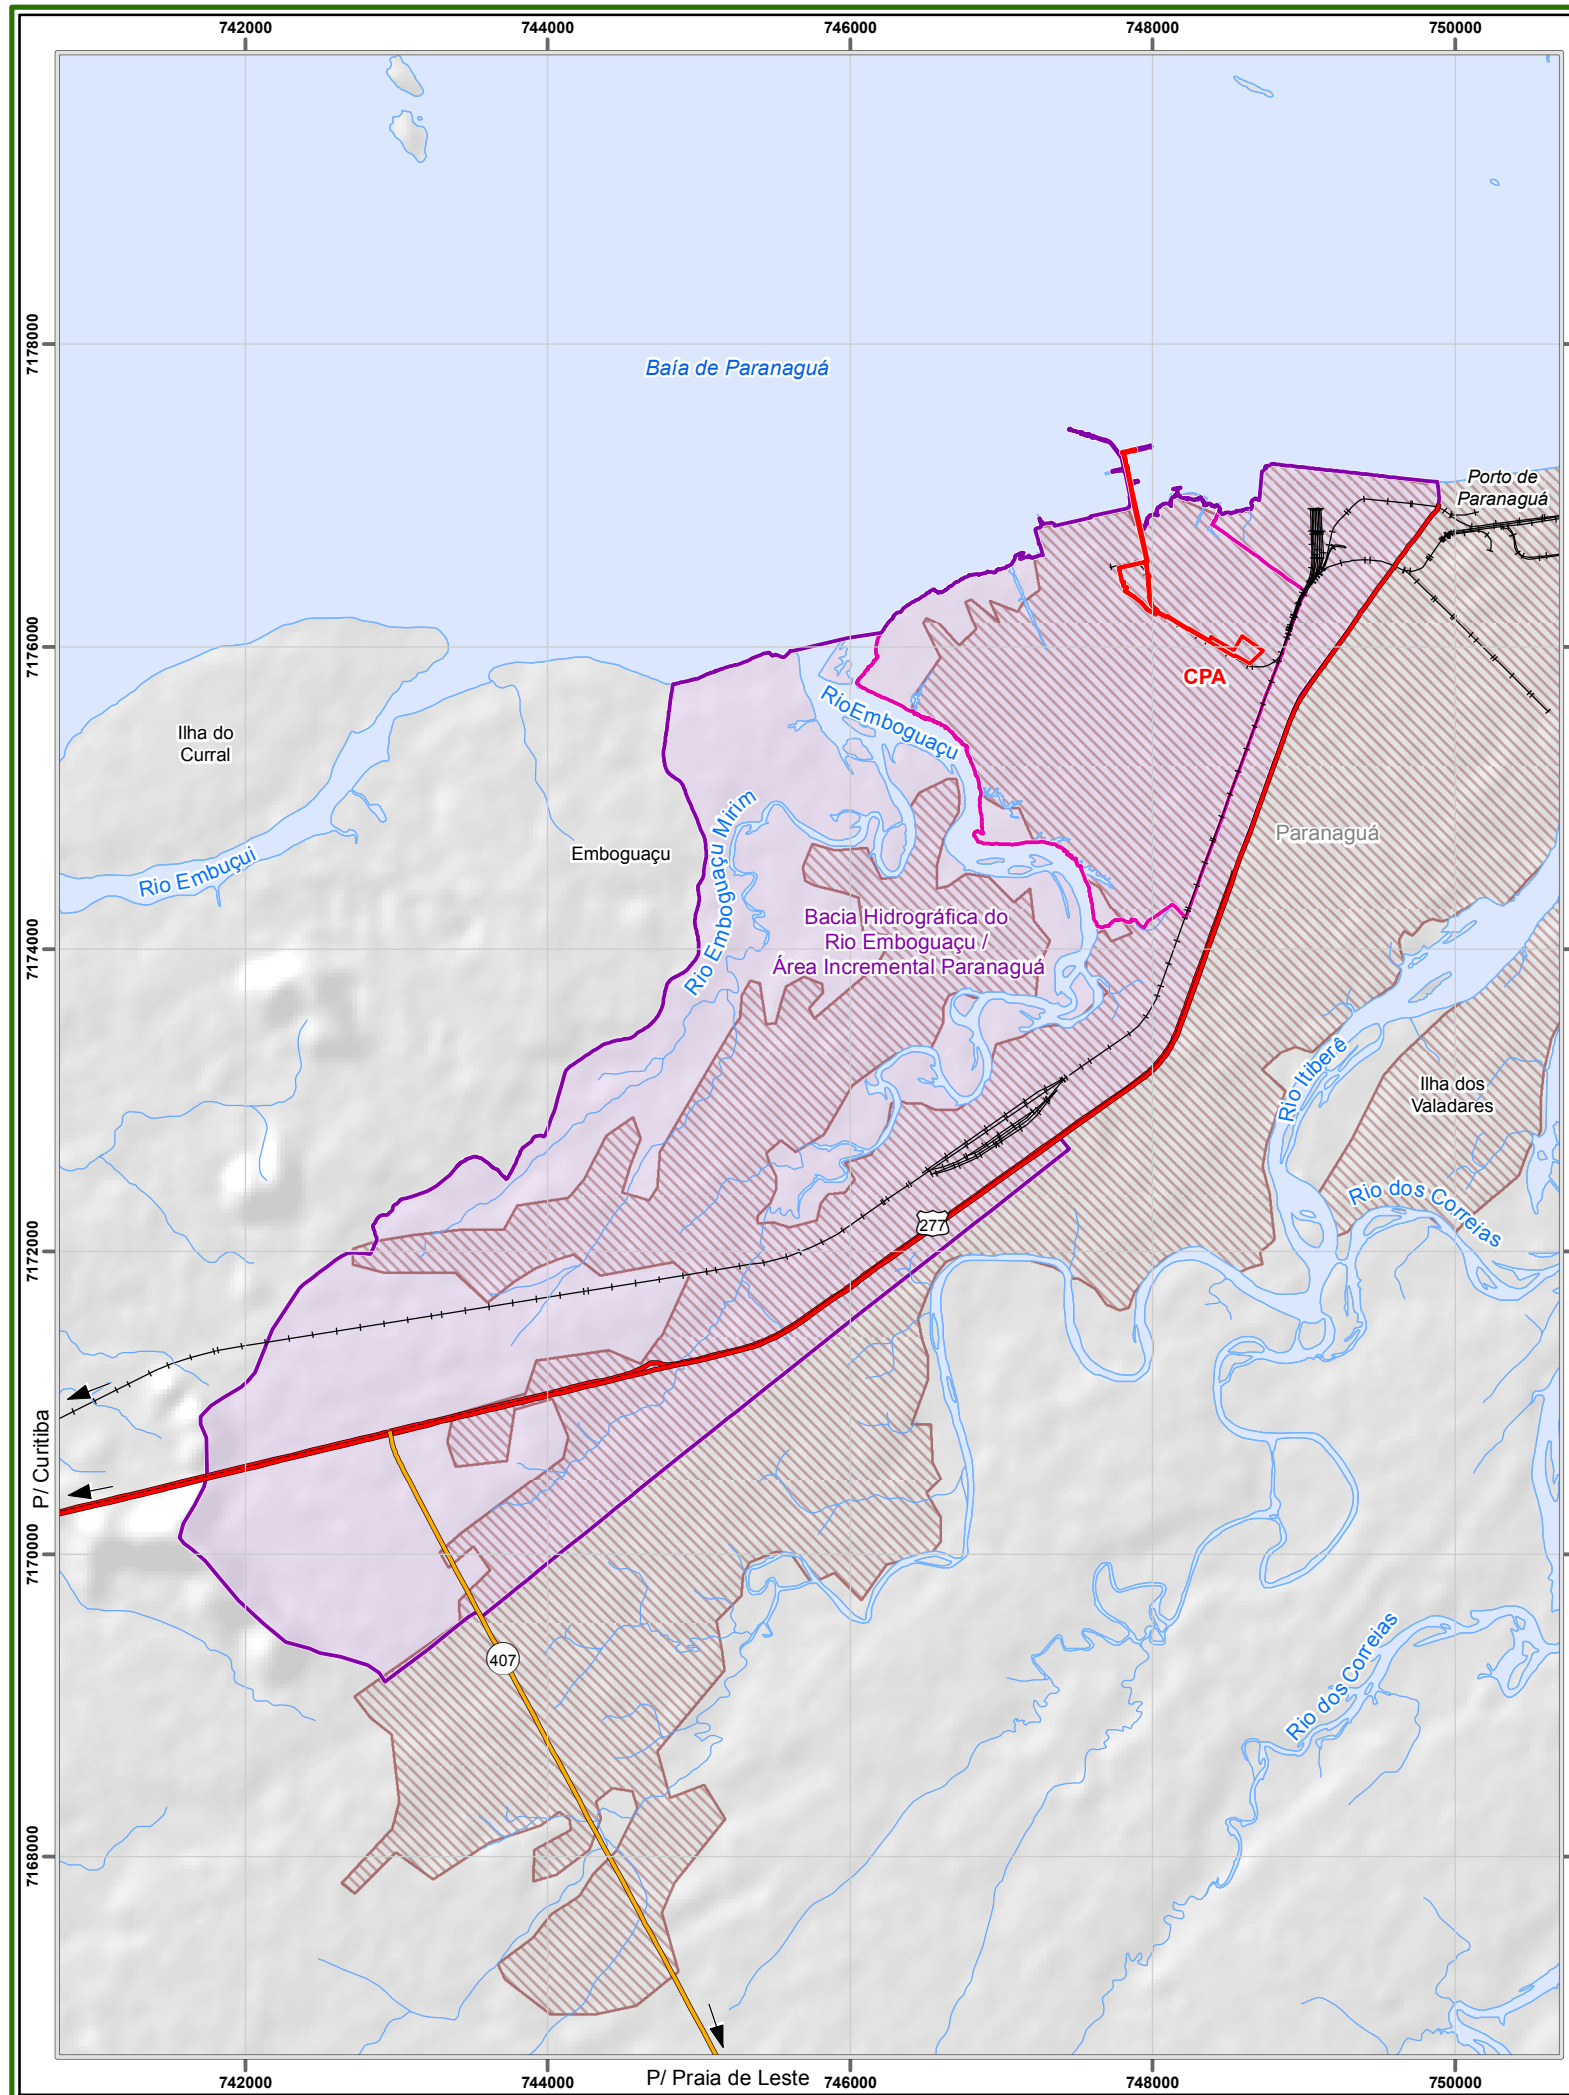 742000
744000
746000
748000
750000
7178000
Baía de Paranaguá
Porto de
Paranaguá
7176000
CPA
RioEmboguaçu
Ilha do
Curral
Rio Emboguaçu Mirim
Paranaguá
Emboguaçu
Rio Embuçuí
Bacia Hidrográfica do
Rio Emboguaçu /
Área Incremental Paranaguá
7174000
Rio Itiberê
Ilha dos
Valadares
Rio dos Correias
277
7172000
P/ Curitiba
7170000
407
Rio dos Correias
7168000
P/ Praia de Leste
742000
744000
746000
748000
750000